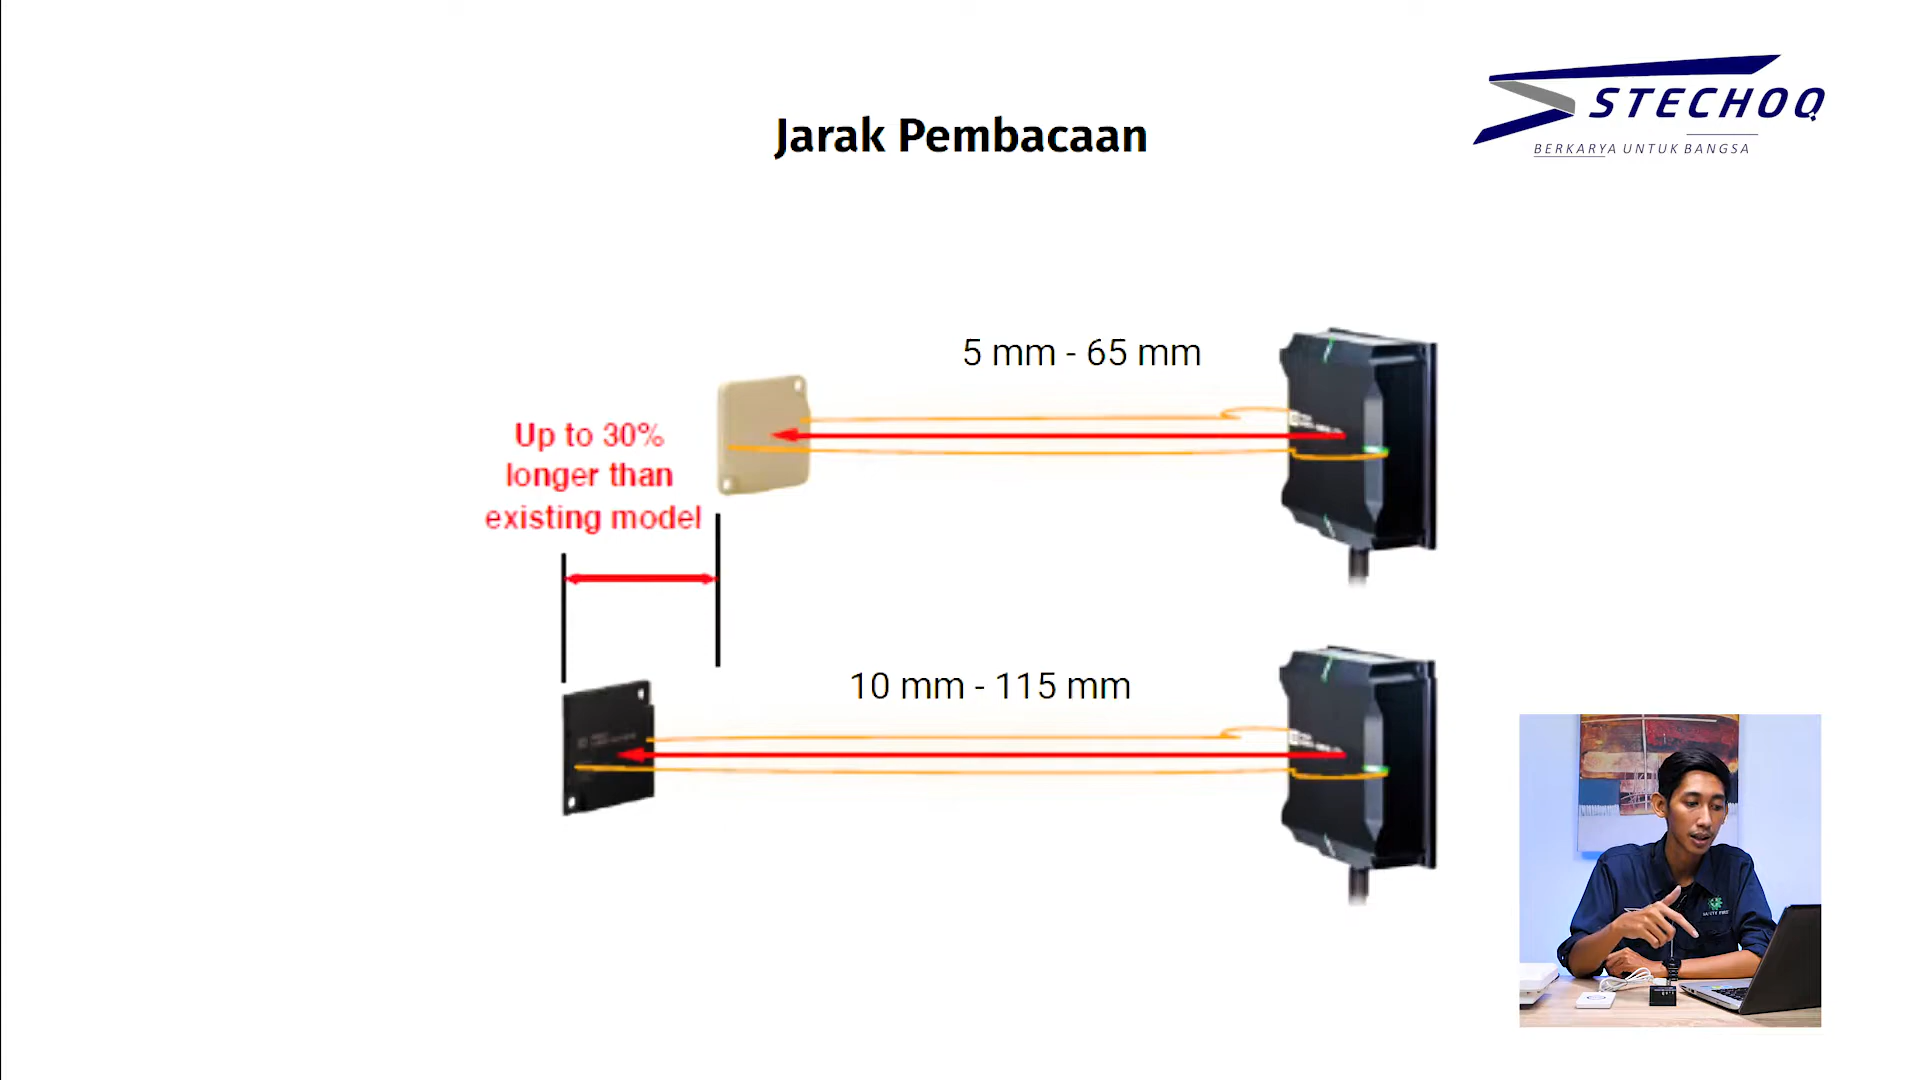 STECHOQ
BERKARYA UNTUK BANGSA
Jarak Pembacaan
5 mm - 65 mm
Up to 30%
longer than
existing model
10 mm - 115 mm